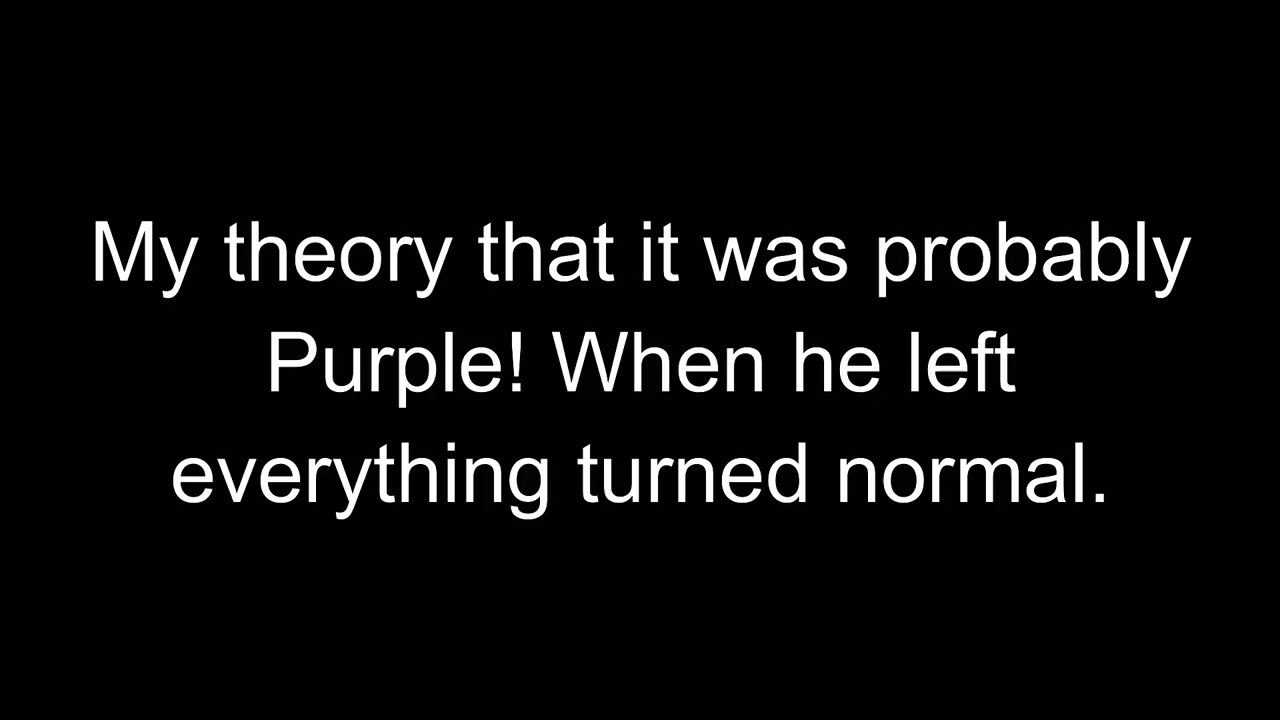 My theory that it was probably
Purple! When he left
everything turned normal.